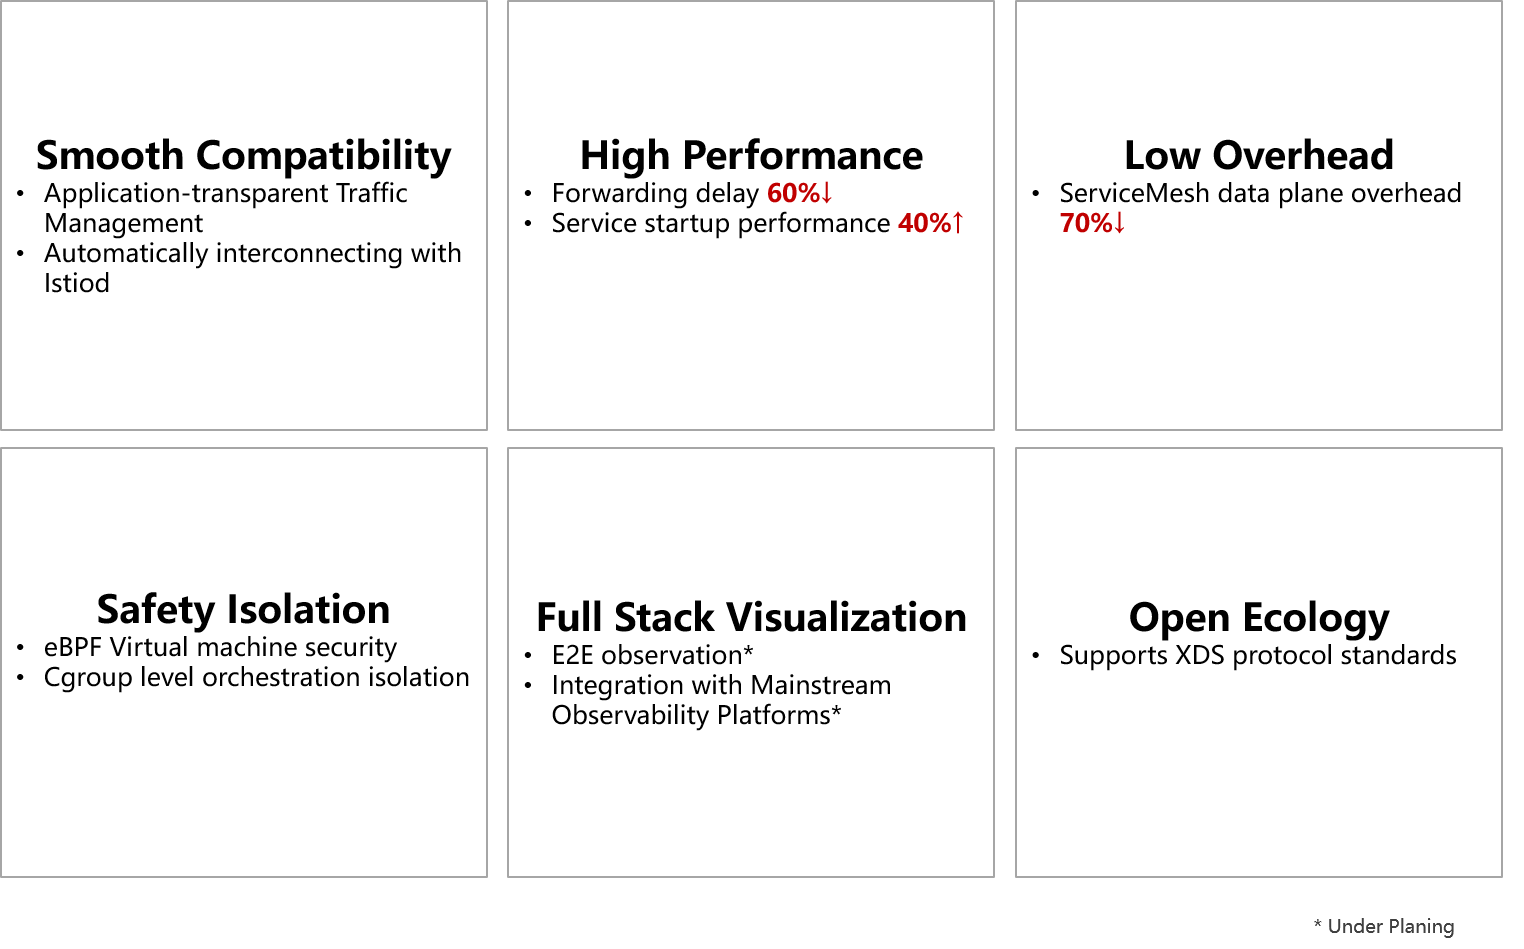 Smooth Compatibility
• Application-transparent Traffic
Management
• Automatically interconnecting with
Istiod
High Performance
• Forwarding delay 60%↓
• Service startup performance 40%↑
Low Overhead
• ServiceMesh data plane overhead
70%↓
Safety Isolation
• eBPF Virtual machine security
• Cgroup level orchestration isolation
Full Stack Visualization
• E2E observation*
• Integration with Mainstream
Observability Platforms*
Open Ecology
• Supports XDS protocol standards
* Under Planing